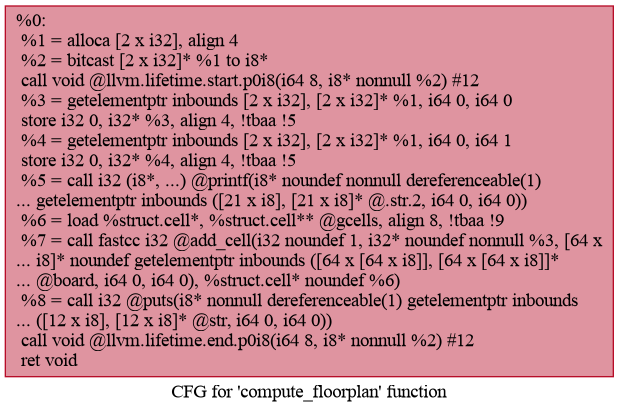 %0:
%1 = alloca [2 x i32], align 4
%2 = bitcast [2 x i32]* %1 to i8*
call void @llvm.lifetime.start.p0i8(i64 8, i8* nonnull %2) #12
%3 = getelementptr inbounds [2 x i32], [2 x i32]* %1, i64 0, i64 0
store i32 0, i32* %3, align 4, !tbaa !5
%4 = getelementptr inbounds [2 x i32], [2 x i32]* %1, i64 0, i64 1
store i32 0, i32* %4, align 4, !tbaa !5
%5 = call i32 (i8*, ...) @printf(i8* noundef nonnull dereferenceable(1)
... getelementptr inbounds ([21 x i8], [21 x i8]* @.str.2, i64 0, i64 0))
%6 = load %struct.cell*, %struct.cell** @gcells, align 8, !tbaa !9
%7 = call fastcc i32 @add_cell(i32 noundef 1, i32* noundef nonnull %3, [64 x
... i8]* noundef getelementptr inbounds ([64 x [64 x i8]], [64 x [64 x i8]]*
... @board, i64 0, i64 0), %struct.cell* noundef %6)
%8 = call i32 @puts(i8* nonnull dereferenceable(1) getelementptr inbounds
... ([12 x i8], [12 x i8]* @str, i64 0, i64 0))
call void @llvm.lifetime.end.p0i8(i64 8, i8* nonnull %2) #12
ret void
CFG for 'compute_floorplan' function